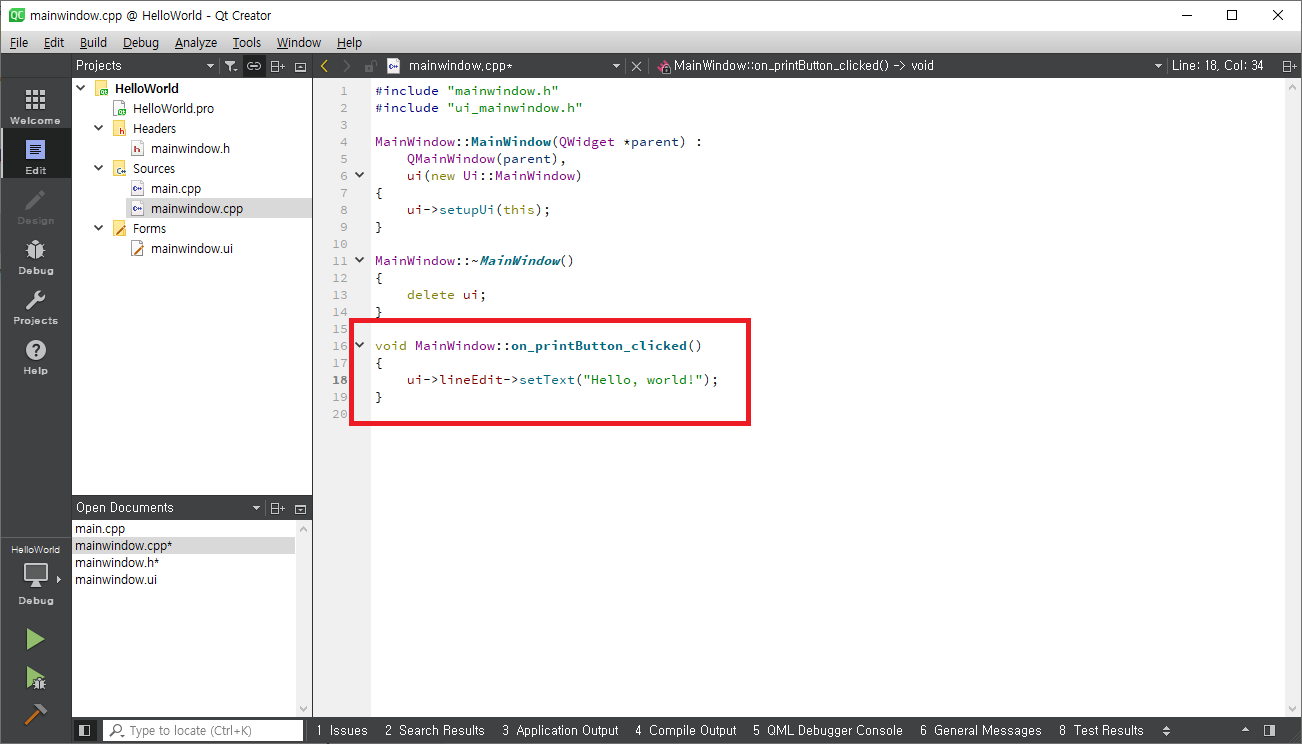 QC mainwindow.cpp @ HelloWorld - Qt Creator
File Edit Build Debug Analyze Tools Window Help
Projects
mainwindow.cpp*
MainWindow::on_printButton_clicked() -> void
Line: 18, Col: 34
Welcome
Edit
Design
Debug
Projects
Help
HelloWorld
HelloWorld.pro
Headers
mainwindow.h
Sources
main.cpp
mainwindow.cpp
Forms
mainwindow.ui
1 #include "mainwindow.h"
2 #include "ui_mainwindow.h"
3
4 MainWindow::MainWindow(QWidget *parent) :
5     QMainWindow(parent),
6     ui(new Ui::MainWindow)
7 {
8     ui->setupUi(this);
9 }
10
11 MainWindow::~MainWindow()
12 {
13     delete ui;
14 }
15
16 void MainWindow::on_printButton_clicked()
17 {
18     ui->lineEdit->setText("Hello, world!");
19 }
20
Open Documents
main.cpp
mainwindow.cpp*
mainwindow.h*
mainwindow.ui
HelloWorld
Debug
Type to locate (Ctrl+K)
1 Issues 2 Search Results 3 Application Output 4 Compile Output 5 QML Debugger Console 6 General Messages 8 Test Results